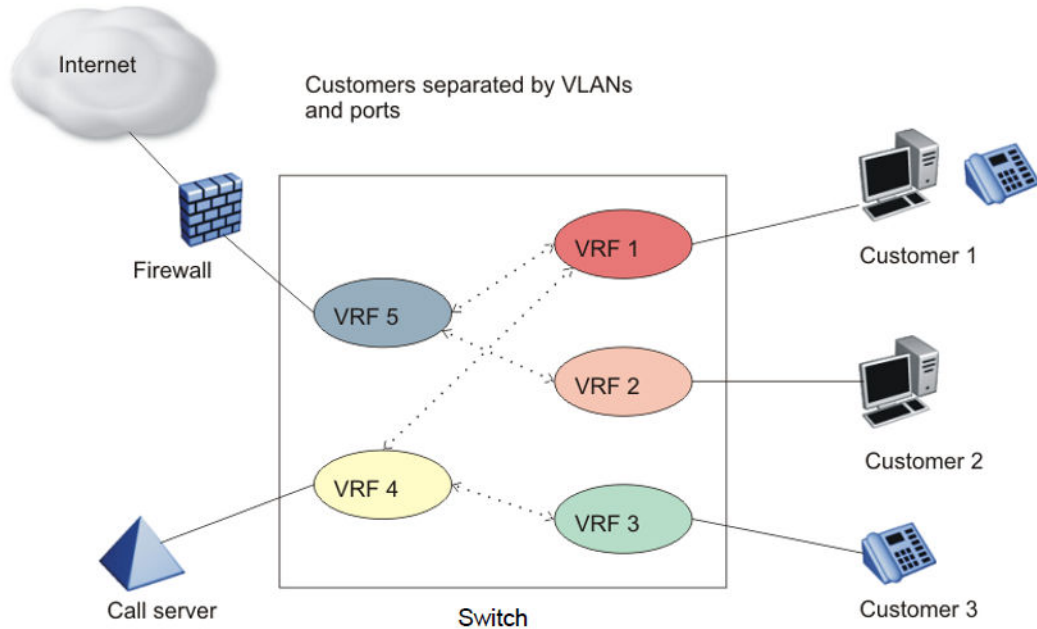 Internet
Customers separated by VLANs
and ports
Firewall
VRF 1
Customer 1
VRF 5
VRF 2
Customer 2
VRF 4
VRF 3
Call server
Customer 3
Switch